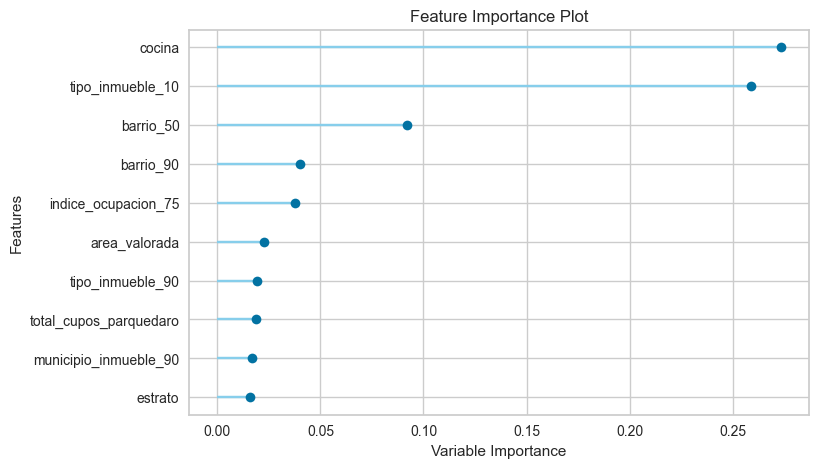 Feature Importance Plot
cocina
tipo_inmueble_10
barrio_50
barrio_90
indice_ocupacion_75
area_valorada
tipo_inmueble_90
total_cupos_parquedaro
municipio_inmueble_90
estrato
Features
0.00 0.05 0.10 0.15 0.20 0.25
Variable Importance